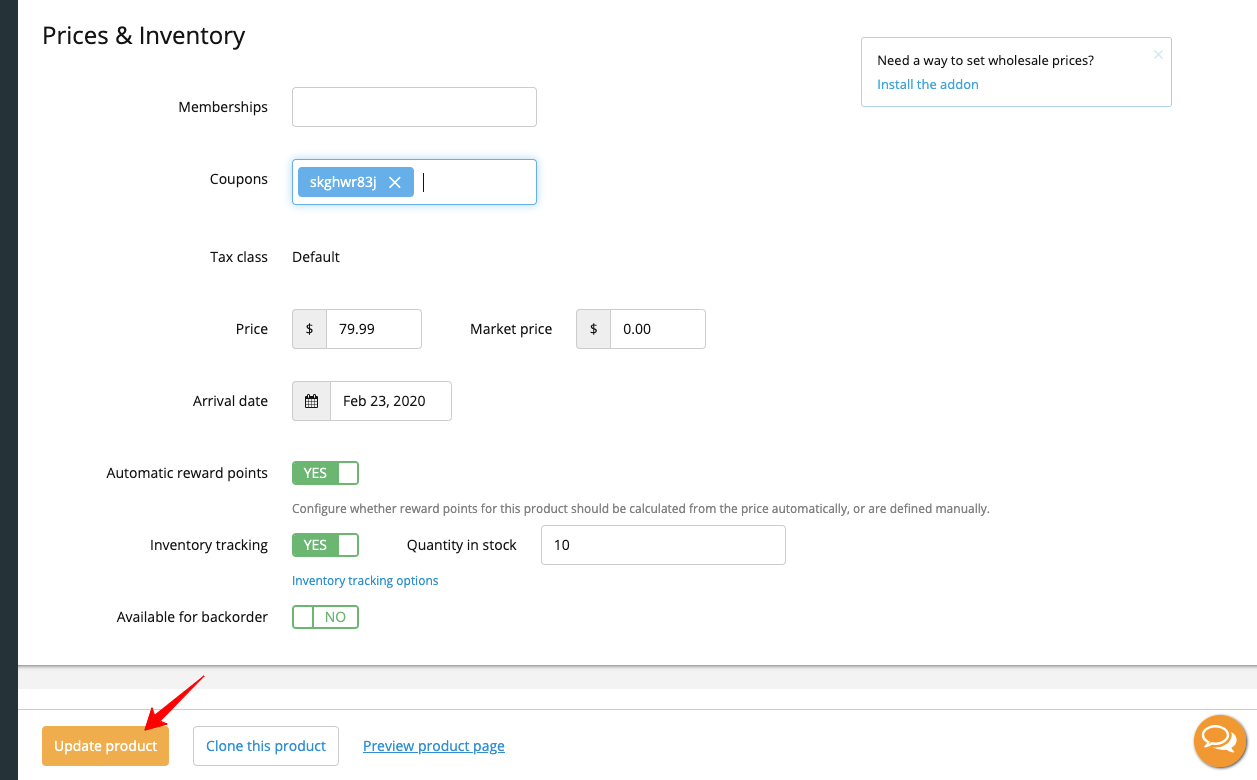 Prices & Inventory
Need a way to set wholesale prices?
Install the addon
Memberships
Coupons skghwr83j
Tax class Default
Price $ 79.99 Market price $ 0.00
Arrival date Feb 23, 2020
Automatic reward points YES
Configure whether reward points for this product should be calculated from the price automatically, or are defined manually.
Inventory tracking YES Quantity in stock 10
Inventory tracking options
Available for backorder NO
Update product Clone this product Preview product page